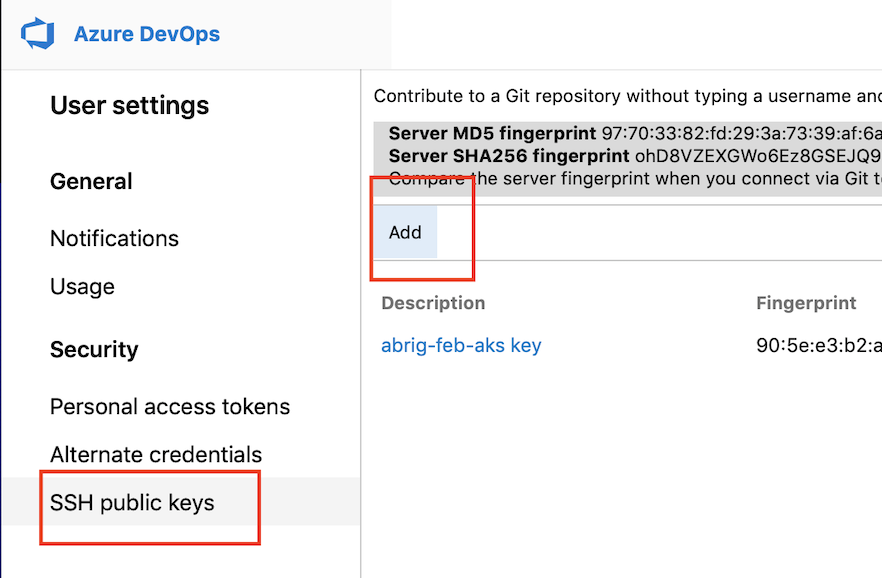 Azure DevOps
User settings
General
Notifications
Usage
Security
Personal access tokens
Alternate credentials
SSH public keys
Contribute to a Git repository without typing a username and
Server MD5 fingerprint 97:70:33:82:fd:29:3a:73:39:af:6a
Server SHA256 fingerprint ohD8VZEXGWo6Ez8GSEJQ9
Compare the server fingerprint when you connect via Git to
Add
Description Fingerprint
abrig-feb-aks key 90:5e:e3:b2:a